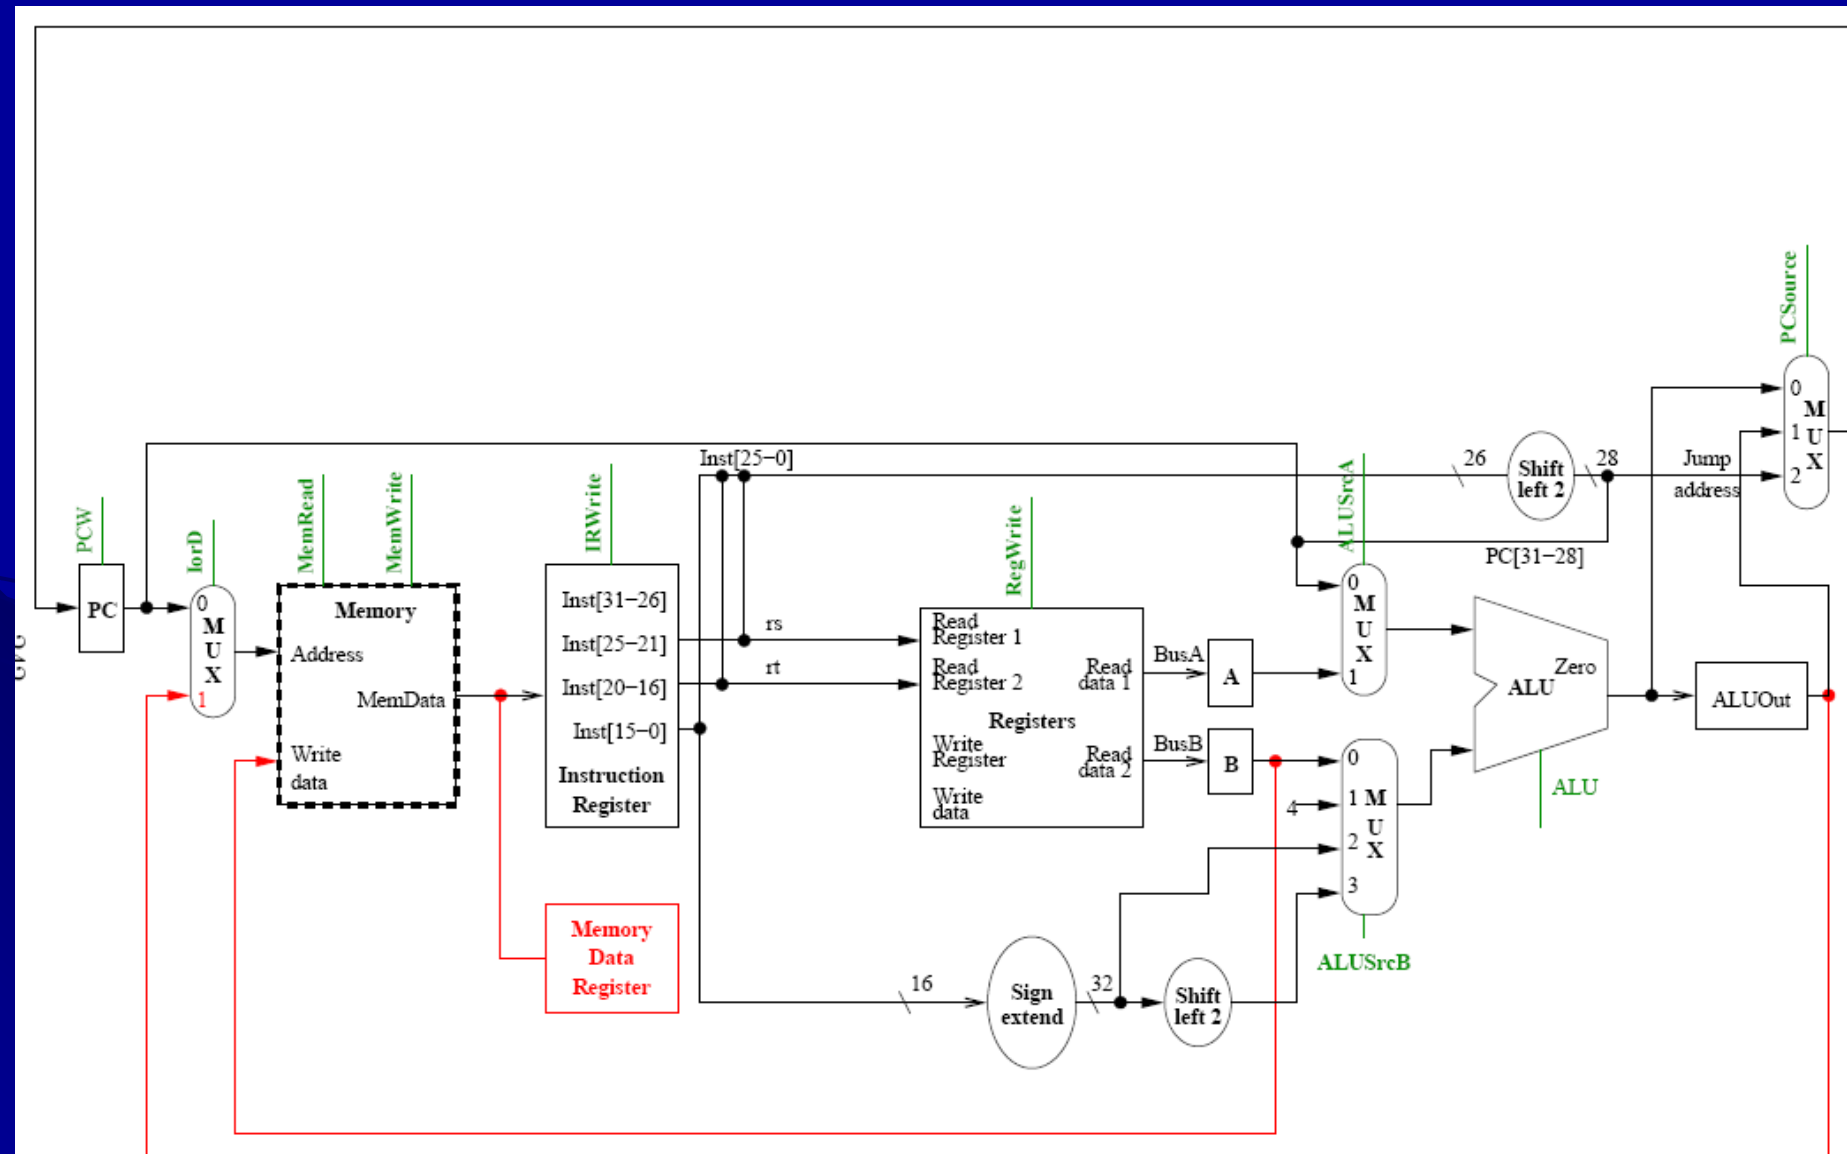 PCSource
0
M
1
U
X
2
Inst[25−0]
26
Shift
left 2
28
Jump
address
PC[31−28]
PCW
IorD
MemRead
MemWrite
IRWrite
RegWrite
ALUSrcA
PC
0
M
U
X
1
Memory
Address
MemData
Write
data
Inst[31−26]
Inst[25−21]
Inst[20−16]
Inst[15−0]
Instruction
Register
rs
rt
Read
Register 1
Read
Register 2
Registers
Write
Register
Write
data
Read
data 1
Read
data 2
BusA
A
BusB
B
0
M
U
X
1
0
4
1 M
U
2 X
3
ALUSrcB
Zero
ALU
ALU
ALUOut
Memory
Data
Register
16
Sign
extend
32
Shift
left 2